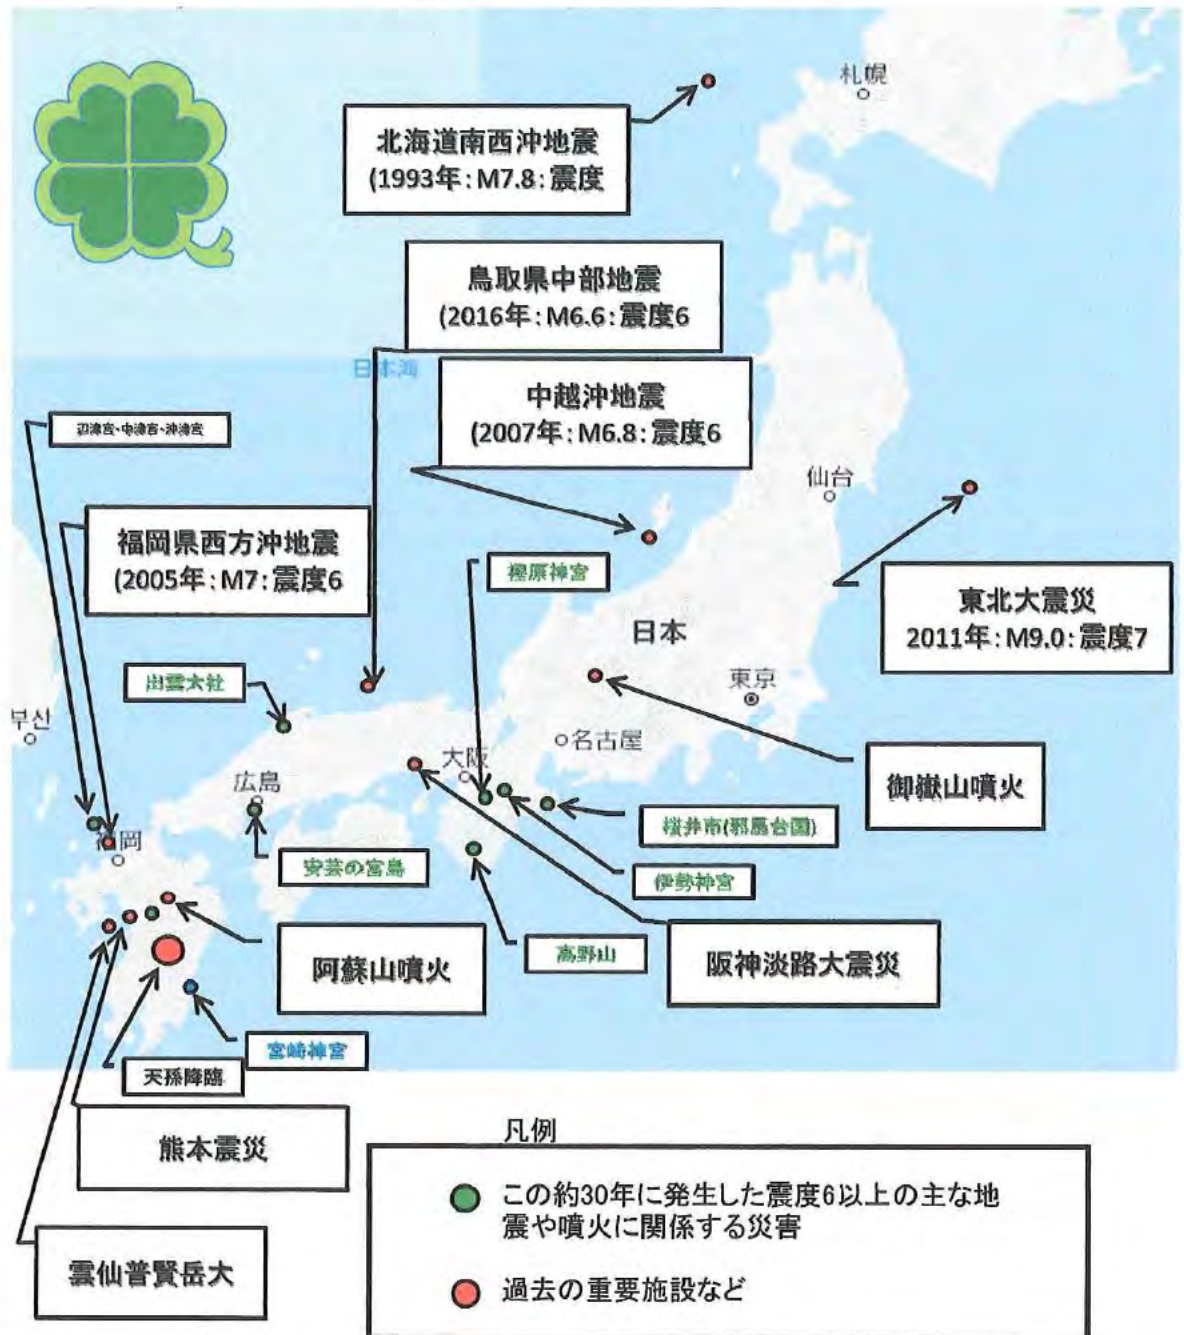 札幌
北海道南西沖地震
(1993年:M7.8:震度
鳥取県中部地震
(2016年:M6.6:震度6
日本海
中越沖地震
(2007年:M6.8:震度6
辺津宮・中津宮・沖津宮
仙台
福岡県西方沖地震
(2005年:M7:震度6
橿原神宮
東北大震災
2011年:M9.0:震度7
日本
出雲大社
東京
부산
名古屋
大阪
広島
御嶽山噴火
桜井市(邪馬台国)
福岡
安芸の宮島
伊勢神宮
高野山
阪神淡路大震災
阿蘇山噴火
宮崎神宮
天孫降臨
熊本震災
雲仙普賢岳大
凡例
この約30年に発生した震度6以上の主な地
震や噴火に関係する災害
過去の重要施設など